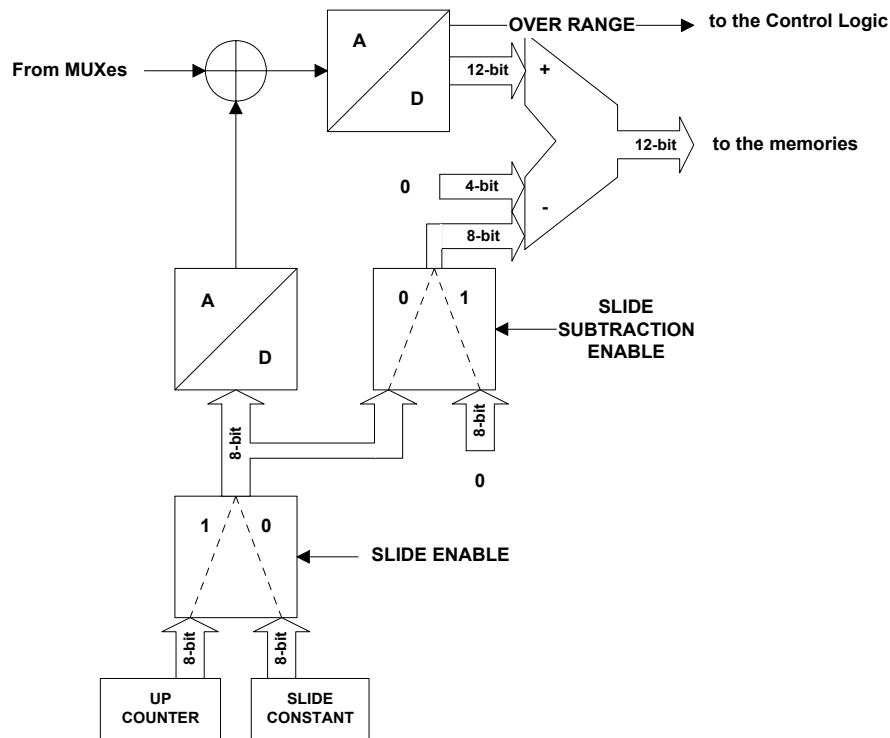 A
D
OVER RANGE
to the Control Logic
From MUXes
12-bit
+
12-bit
to the memories
0
4-bit
-
8-bit
A
D
0 1
SLIDE
SUBTRACTION
ENABLE
8-bit
8-bit
0
1 0
SLIDE ENABLE
8-bit
8-bit
UP
COUNTER
SLIDE
CONSTANT